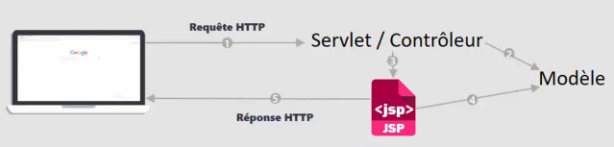 Requête HTTP
1
Servlet / Contrôleur
2
3
Google
Modèle
<jsp>
JSP
4
5
Réponse HTTP